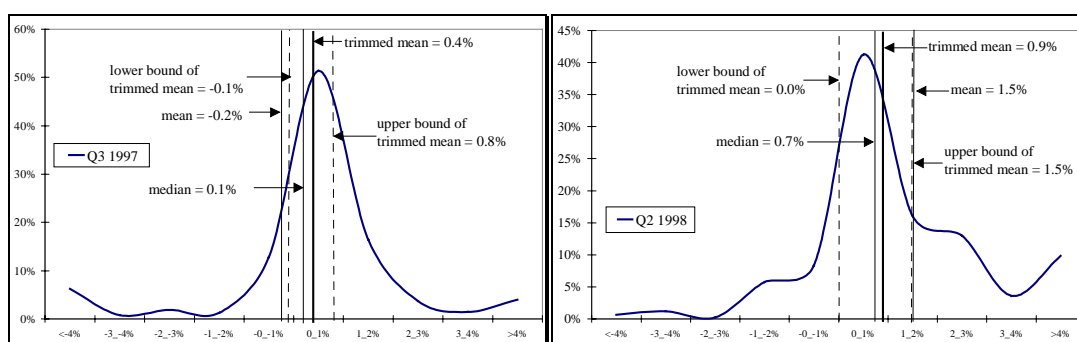 60%
50%
40%
30%
20%
10%
0%
trimmed mean = 0.4%
lower bound of
trimmed mean = -0.1%
mean = -0.2%
upper bound of
trimmed mean = 0.8%
Q3 1997
median = 0.1%
<-4% -3_-4% -2_-3% -1_-2% -0_-1% 0_1% 1_2% 2_3% 3_4% >4%
45%
40%
35%
30%
25%
20%
15%
10%
5%
0%
trimmed mean = 0.9%
lower bound of
trimmed mean = 0.0%
mean = 1.5%
median = 0.7%
upper bound of
trimmed mean = 1.5%
Q2 1998
<-4% -3_-4% -2_-3% -1_-2% -0_-1% 0_1% 1_2% 2_3% 3_4% >4%